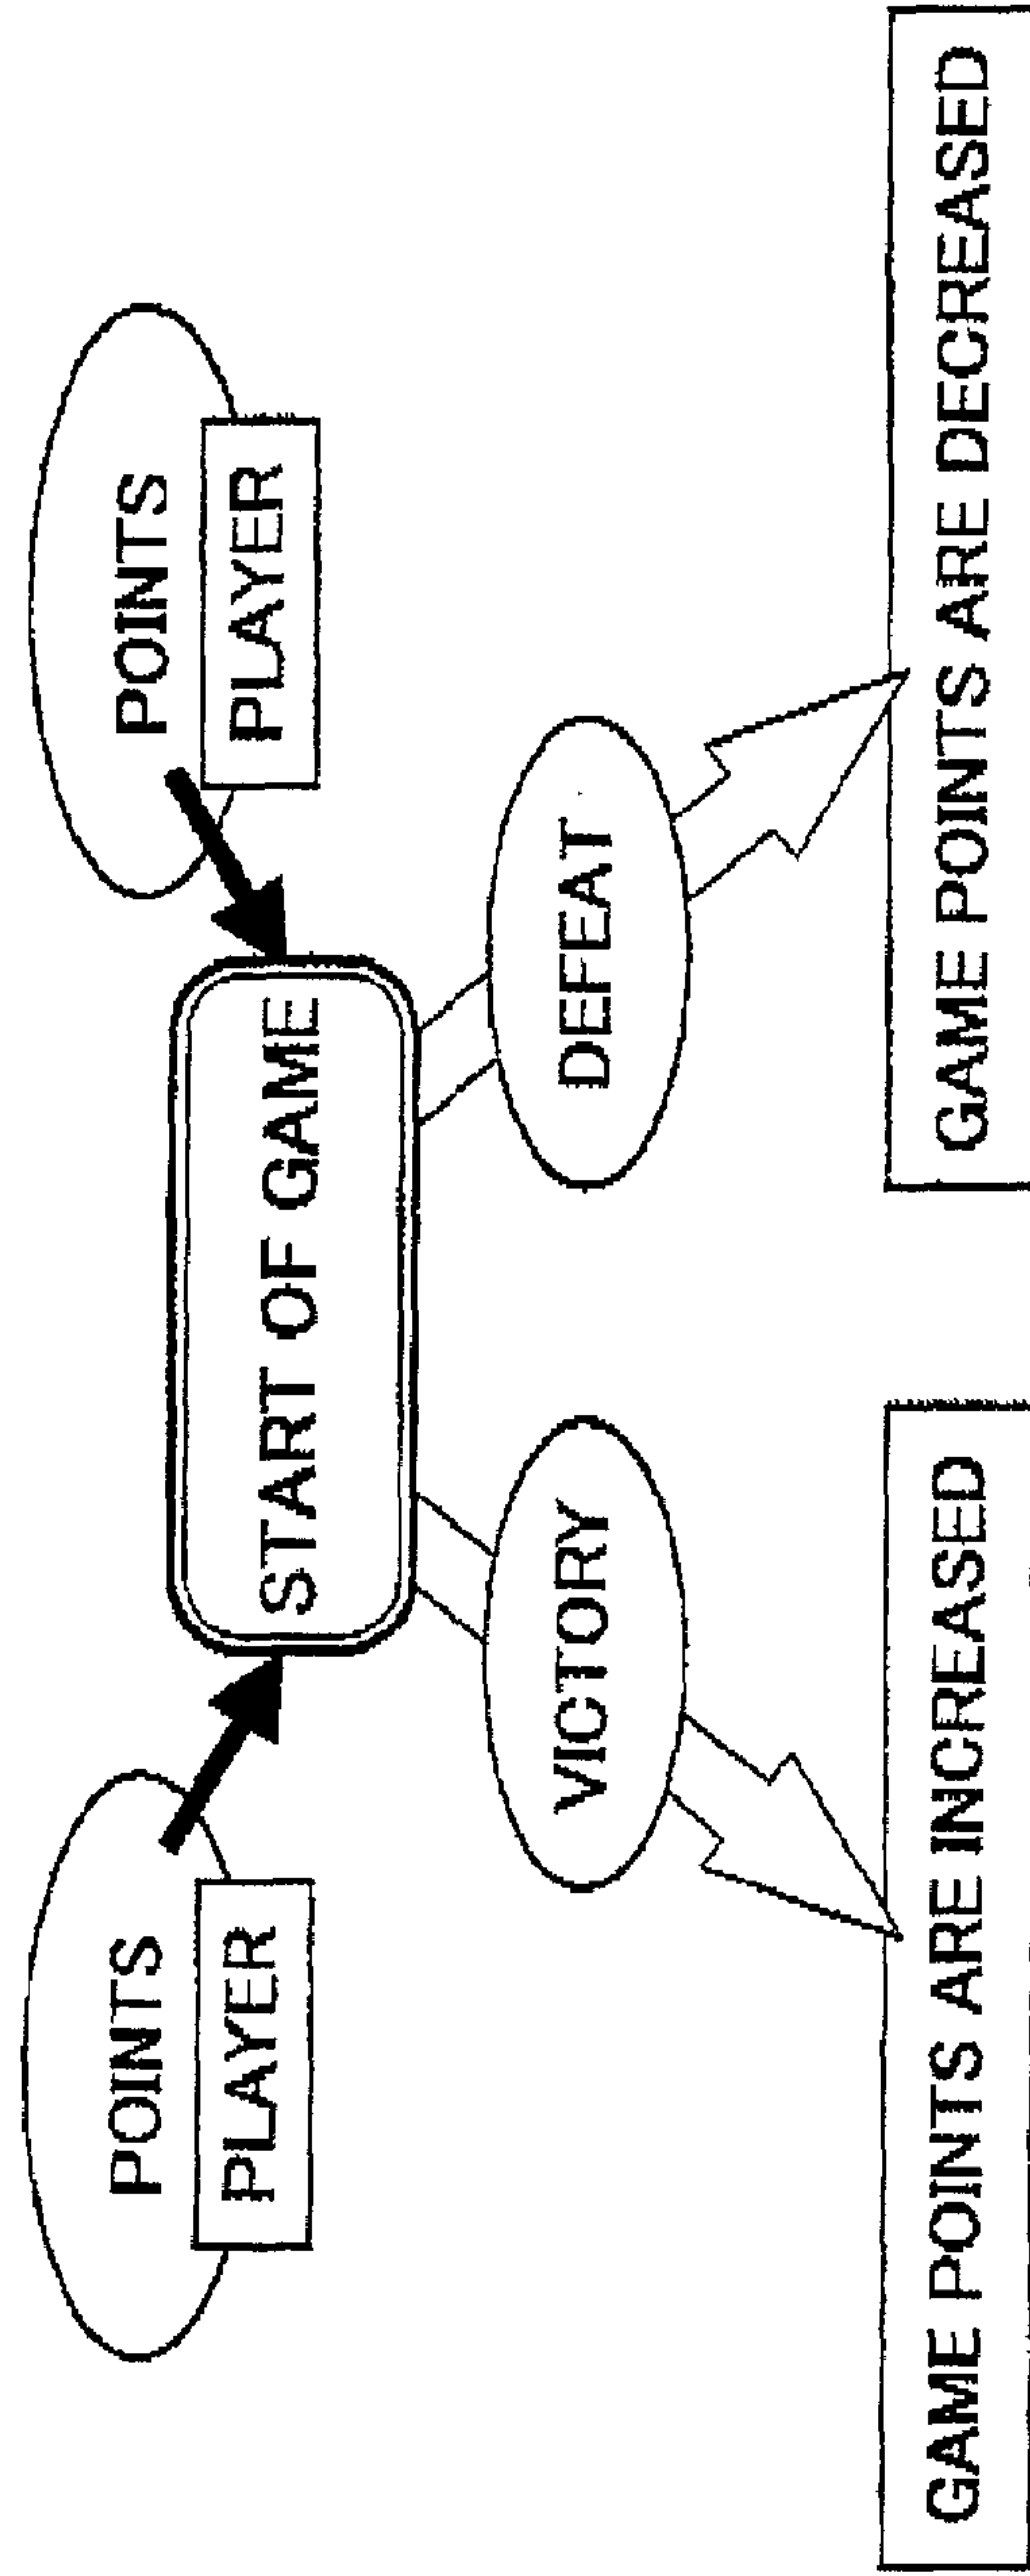 POINTS
PLAYER
POINTS
PLAYER
START OF GAME
VICTORY
DEFEAT
GAME POINTS ARE INCREASED
GAME POINTS ARE DECREASED